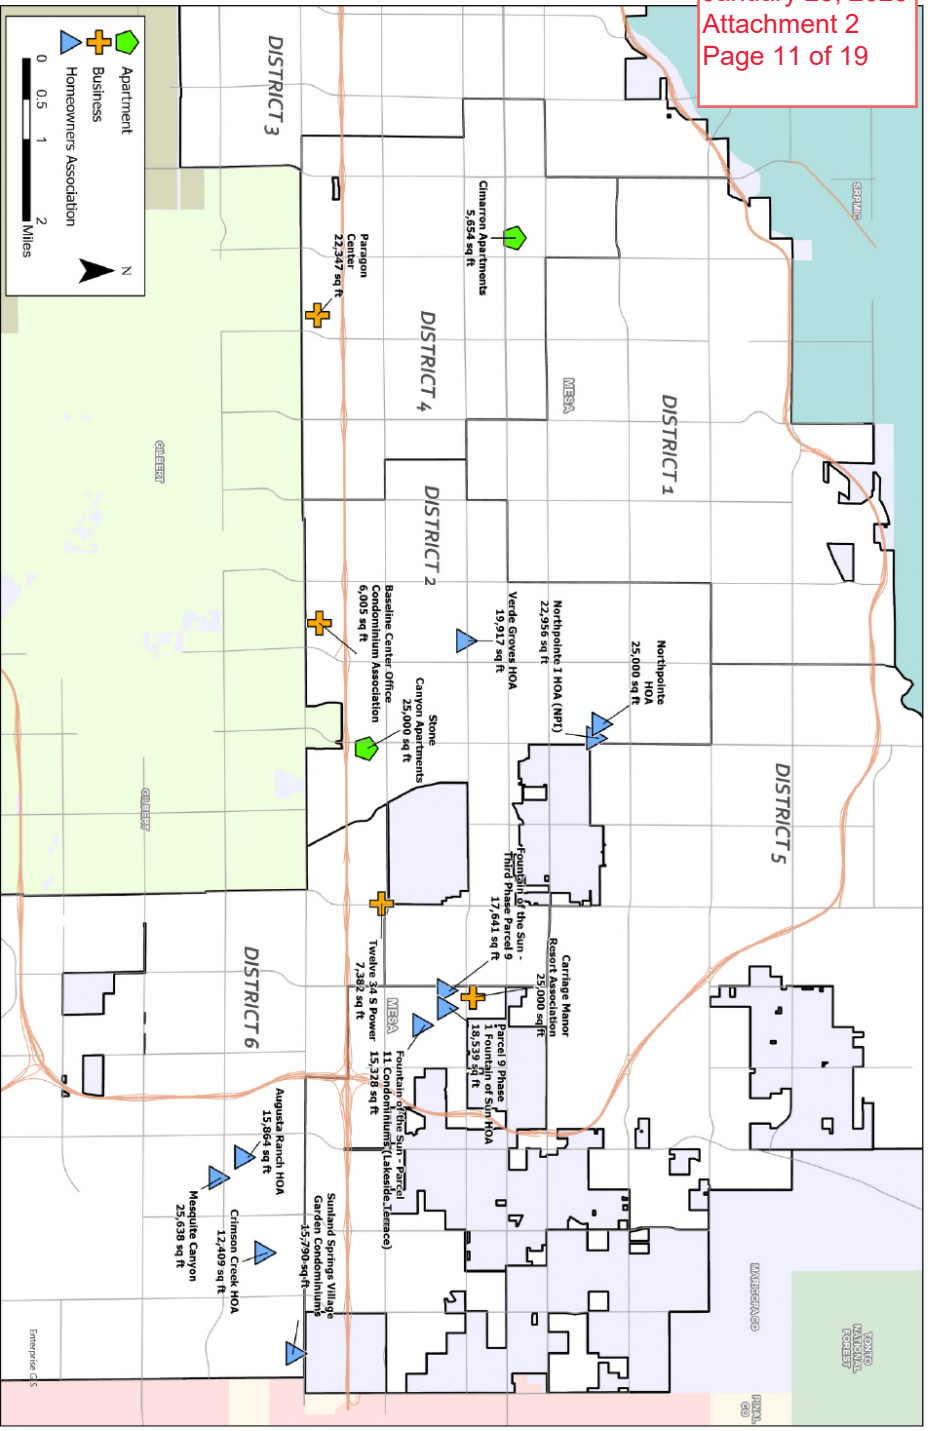 January 28, 2026
Attachment 2
Page 11 of 19
Apartment
Business
Homeowners Association
0 0.5 1 2
Miles
N
DISTRICT 3
DISTRICT 4
DISTRICT 1
DISTRICT 2
DISTRICT 5
DISTRICT 6
SRPMIC
MESA
GILBERT
GILBERT
MESA
MARICOPA CO
TONTO
NATIONAL
FOREST
PINAL
CO
Cimarron Apartments
5,654 sq ft
Paragon
Center
22,347 sq ft
Baseline Center Office
Condominium Association
6,005 sq ft
Verde Groves HOA
19,917 sq ft
Northpointe 1 HOA (NPI)
22,956 sq ft
Northpointe
HOA
25,000 sq ft
Stone
Canyon Apartments
25,000 sq ft
Fountain of the Sun -
Third Phase Parcel 9
17,641 sq ft
Carriage Manor
Resort Association
25,000 sq ft
Twelve 34 S Power
7,382 sq ft
Parcel 9 Phase
1 Fountain of Sun HOA
18,539 sq ft
Fountain of the Sun - Parcel
11 Condominiums (Lakeside Terrace)
15,328 sq ft
Augusta Ranch HOA
15,864 sq ft
Mesquite Canyon
25,638 sq ft
Crimson Creek HOA
12,409 sq ft
Sunland Springs Village
Garden Condominiums
15,790 sq ft
Enterprise GIS